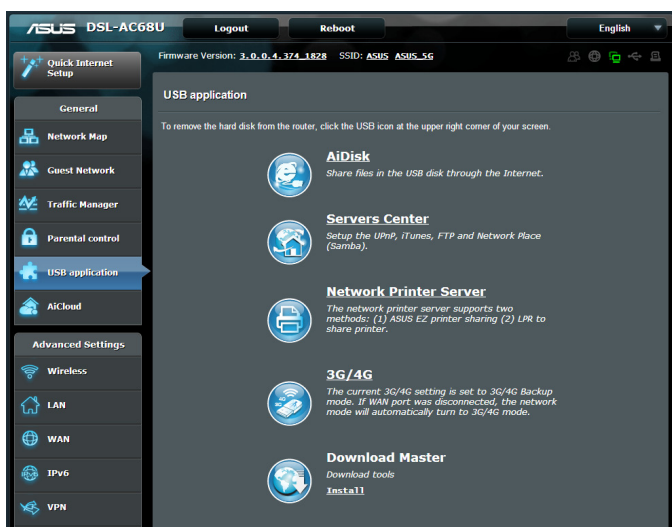 ASUS DSL-AC68U Logout Reboot English
Quick Internet Setup
Firmware Version: 3.0.0.4.374_1828 SSID: ASUS ASUS_5G
General
Network Map
Guest Network
Traffic Manager
Parental control
USB application
AiCloud
Advanced Settings
Wireless
LAN
WAN
IPv6
VPN
USB application
To remove the hard disk from the router, click the USB icon at the upper right corner of your screen.
AiDisk
Share files in the USB disk through the Internet.
Servers Center
Setup the UPnP, iTunes, FTP and Network Place
(Samba).
Network Printer Server
The network printer server supports two
methods: (1) ASUS EZ printer sharing (2) LPR to
share printer.
4G
3G
3G/4G
The current 3G/4G setting is set to 3G/4G Backup
mode. If WAN port was disconnected, the network
mode will automatically turn to 3G/4G mode.
Download Master
Download tools
Install